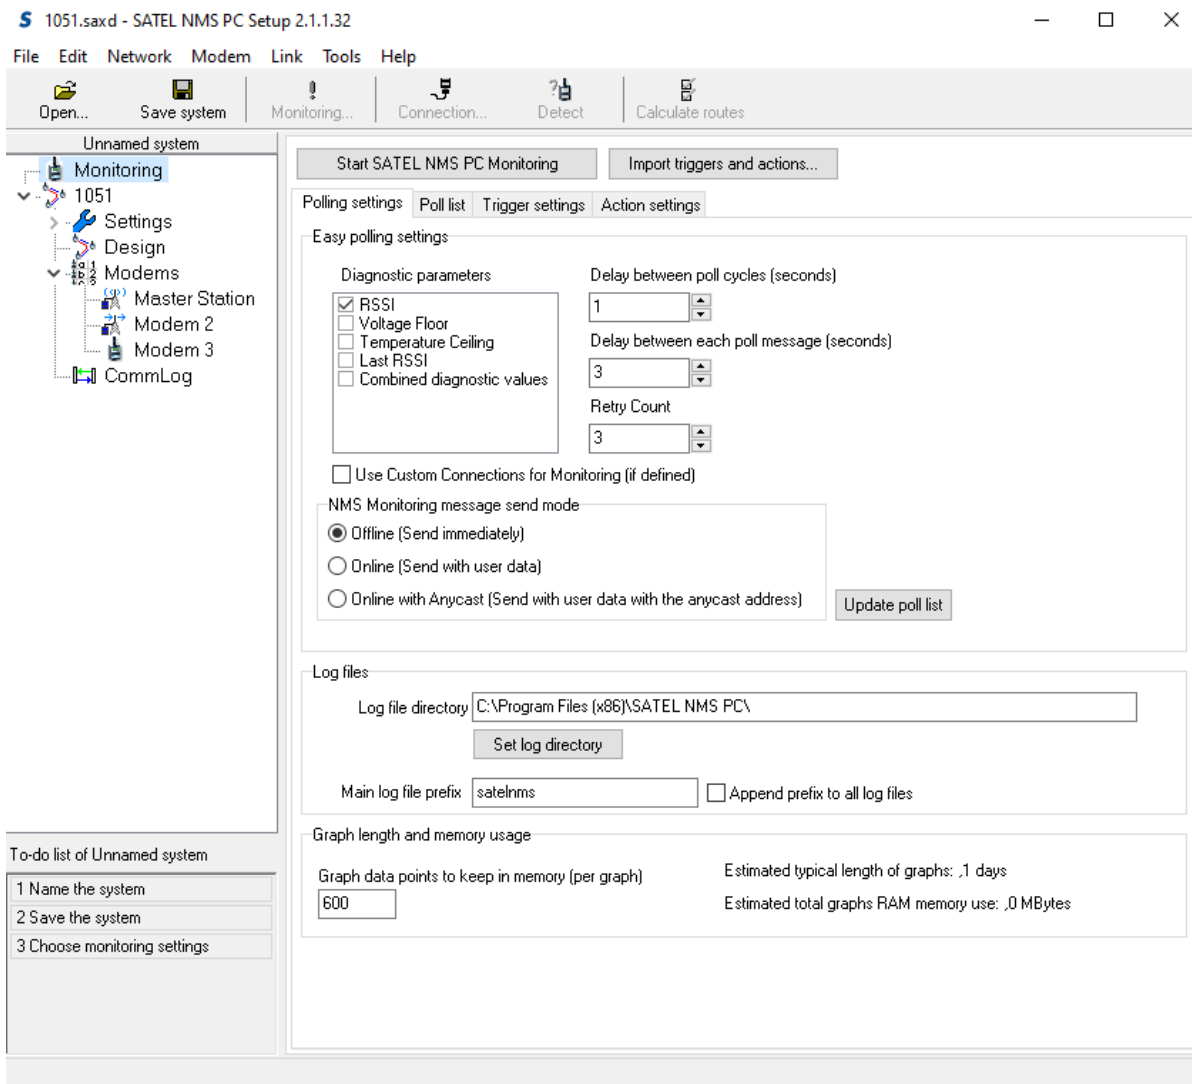 S 1051.saxd - SATEL NMS PC Setup 2.1.1.32
File Edit Network Modem Link Tools Help
Open... Save system Monitoring... Connection... Detect Calculate routes
Unnamed system
Monitoring
1051
Settings
Design
Modems
Master Station
Modem 2
Modem 3
CommLog
To-do list of Unnamed system
1 Name the system
2 Save the system
3 Choose monitoring settings
Start SATEL NMS PC Monitoring Import triggers and actions...
Polling settings Poll list Trigger settings Action settings
Easy polling settings
Diagnostic parameters
RSSI
Voltage Floor
Temperature Ceiling
Last RSSI
Combined diagnostic values
Delay between poll cycles (seconds)
1
Delay between each poll message (seconds)
3
Retry Count
3
Use Custom Connections for Monitoring (if defined)
NMS Monitoring message send mode
Offline (Send immediately)
Online (Send with user data)
Online with Anycast (Send with user data with the anycast address)
Update poll list
Log files
Log file directory C:\Program Files (x86)\SATEL NMS PC\
Set log directory
Main log file prefix satelnms Append prefix to all log files
Graph length and memory usage
Graph data points to keep in memory (per graph)
600
Estimated typical length of graphs: ,1 days
Estimated total graphs RAM memory use: ,0 MBytes